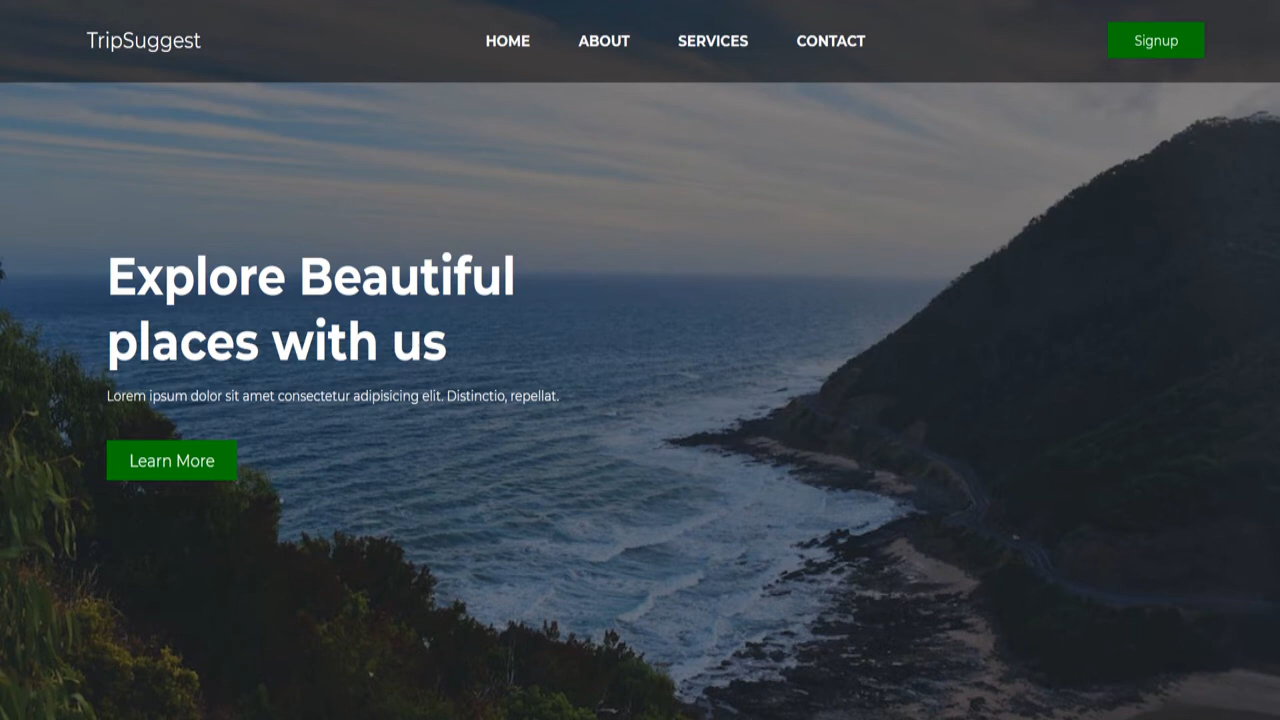 TripSuggest
HOME ABOUT SERVICES CONTACT
Signup
Explore Beautiful
places with us
Lorem ipsum dolor sit amet consectetur adipisicing elit. Distinctio, repellat.
Learn More